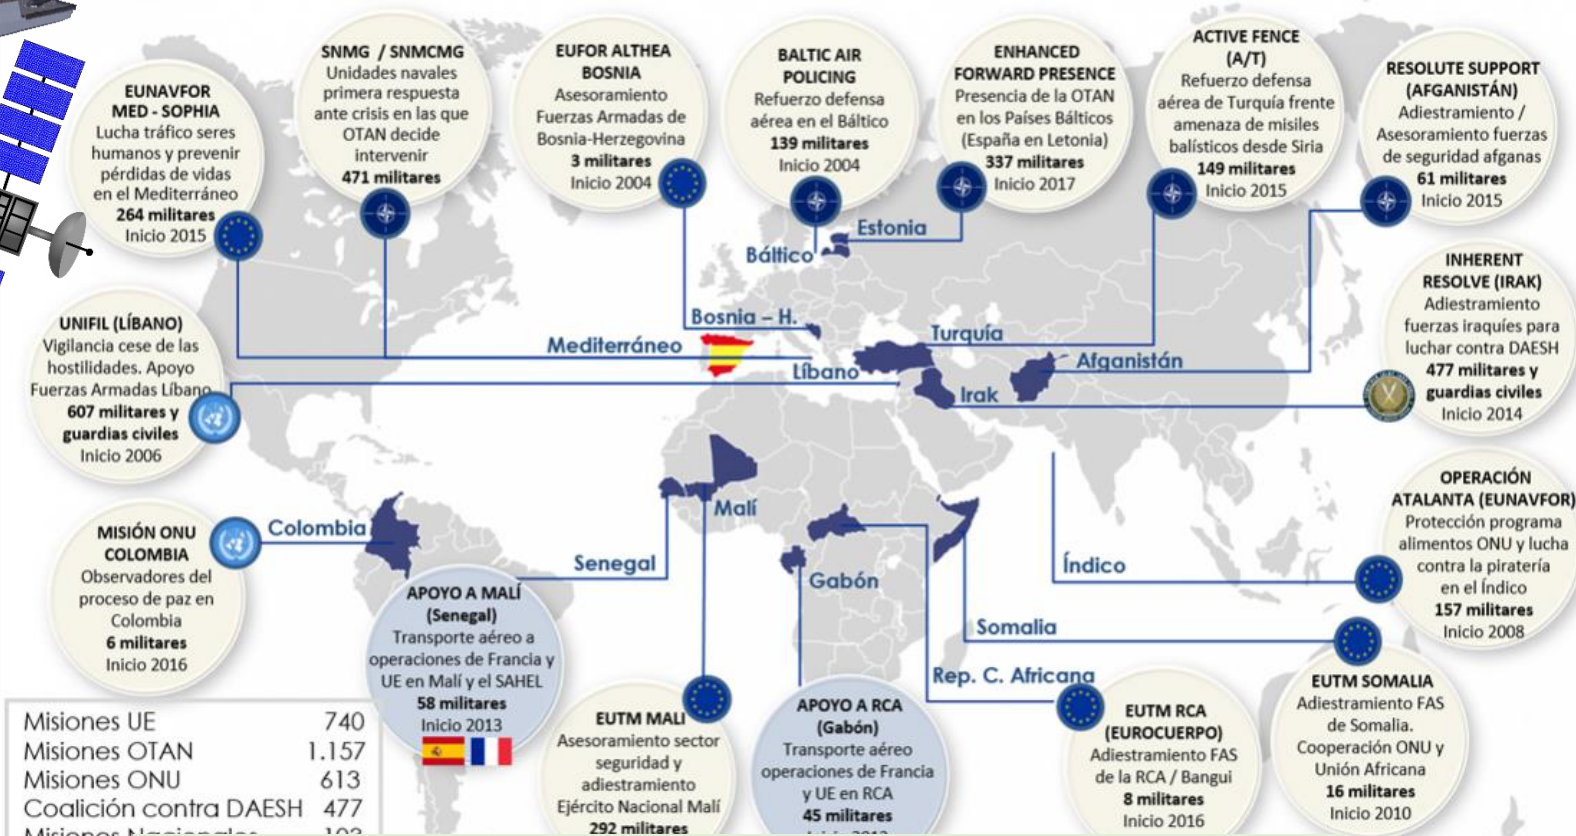 EUNAVFOR
MED - SOPHIA
Lucha tráfico seres
humanos y prevenir
pérdidas de vidas
en el Mediterráneo
264 militares
Inicio 2015
SNMG / SNMCMG
Unidades navales
primera respuesta
ante crisis en las que
OTAN decide
intervenir
471 militares
EUFOR ALTHEA
BOSNIA
Asesoramiento
Fuerzas Armadas de
Bosnia-Herzegovina
3 militares
Inicio 2004
BALTIC AIR
POLICING
Refuerzo defensa
aérea en el Báltico
139 militares
Inicio 2004
ENHANCED
FORWARD PRESENCE
Presencia de la OTAN
en los Países Bálticos
(España en Letonia)
337 militares
Inicio 2017
ACTIVE FENCE
(A/T)
Refuerzo defensa
aérea de Turquía frente
amenaza de misiles
balísticos desde Siria
149 militares
Inicio 2015
RESOLUTE SUPPORT
(AFGANISTÁN)
Adiestramiento /
Asesoramiento fuerzas
de seguridad afganas
61 militares
Inicio 2015
Estonia
Báltico
Bosnia – H.
Mediterráneo
Turquía
Líbano
Afganistán
Irak
UNIFIL (LÍBANO)
Vigilancia cese de las
hostilidades. Apoyo
Fuerzas Armadas Líbano
607 militares y
guardias civiles
Inicio 2006
INHERENT
RESOLVE (IRAK)
Adiestramiento
fuerzas iraquíes para
luchar contra DAESH
477 militares y
guardias civiles
Inicio 2014
Colombia
Malí
Senegal
Gabón
Índico
Somalia
Rep. C. Africana
MISIÓN ONU
COLOMBIA
Observadores del
proceso de paz en
Colombia
6 militares
Inicio 2016
APOYO A MALÍ
(Senegal)
Transporte aéreo a
operaciones de Francia y
UE en Malí y el SAHEL
58 militares
Inicio 2013
OPERACIÓN
ATALANTA (EUNAVFOR)
Protección programa
alimentos ONU y lucha
contra la piratería
en el Índico
157 militares
Inicio 2008
EUTM MALI
Asesoramiento sector
seguridad y
adiestramiento
Ejército Nacional Malí
292 militares
APOYO A RCA
(Gabón)
Transporte aéreo
operaciones de Francia
y UE en RCA
45 militares
EUTM RCA
(EUROCUERPO)
Adiestramiento FAS
de la RCA / Bangui
8 militares
Inicio 2016
EUTM SOMALIA
Adiestramiento FAS
de Somalia.
Cooperación ONU y
Unión Africana
16 militares
Inicio 2010
Misiones UE 740
Misiones OTAN 1.157
Misiones ONU 613
Coalición contra DAESH 477
Misiones Nacionales 103